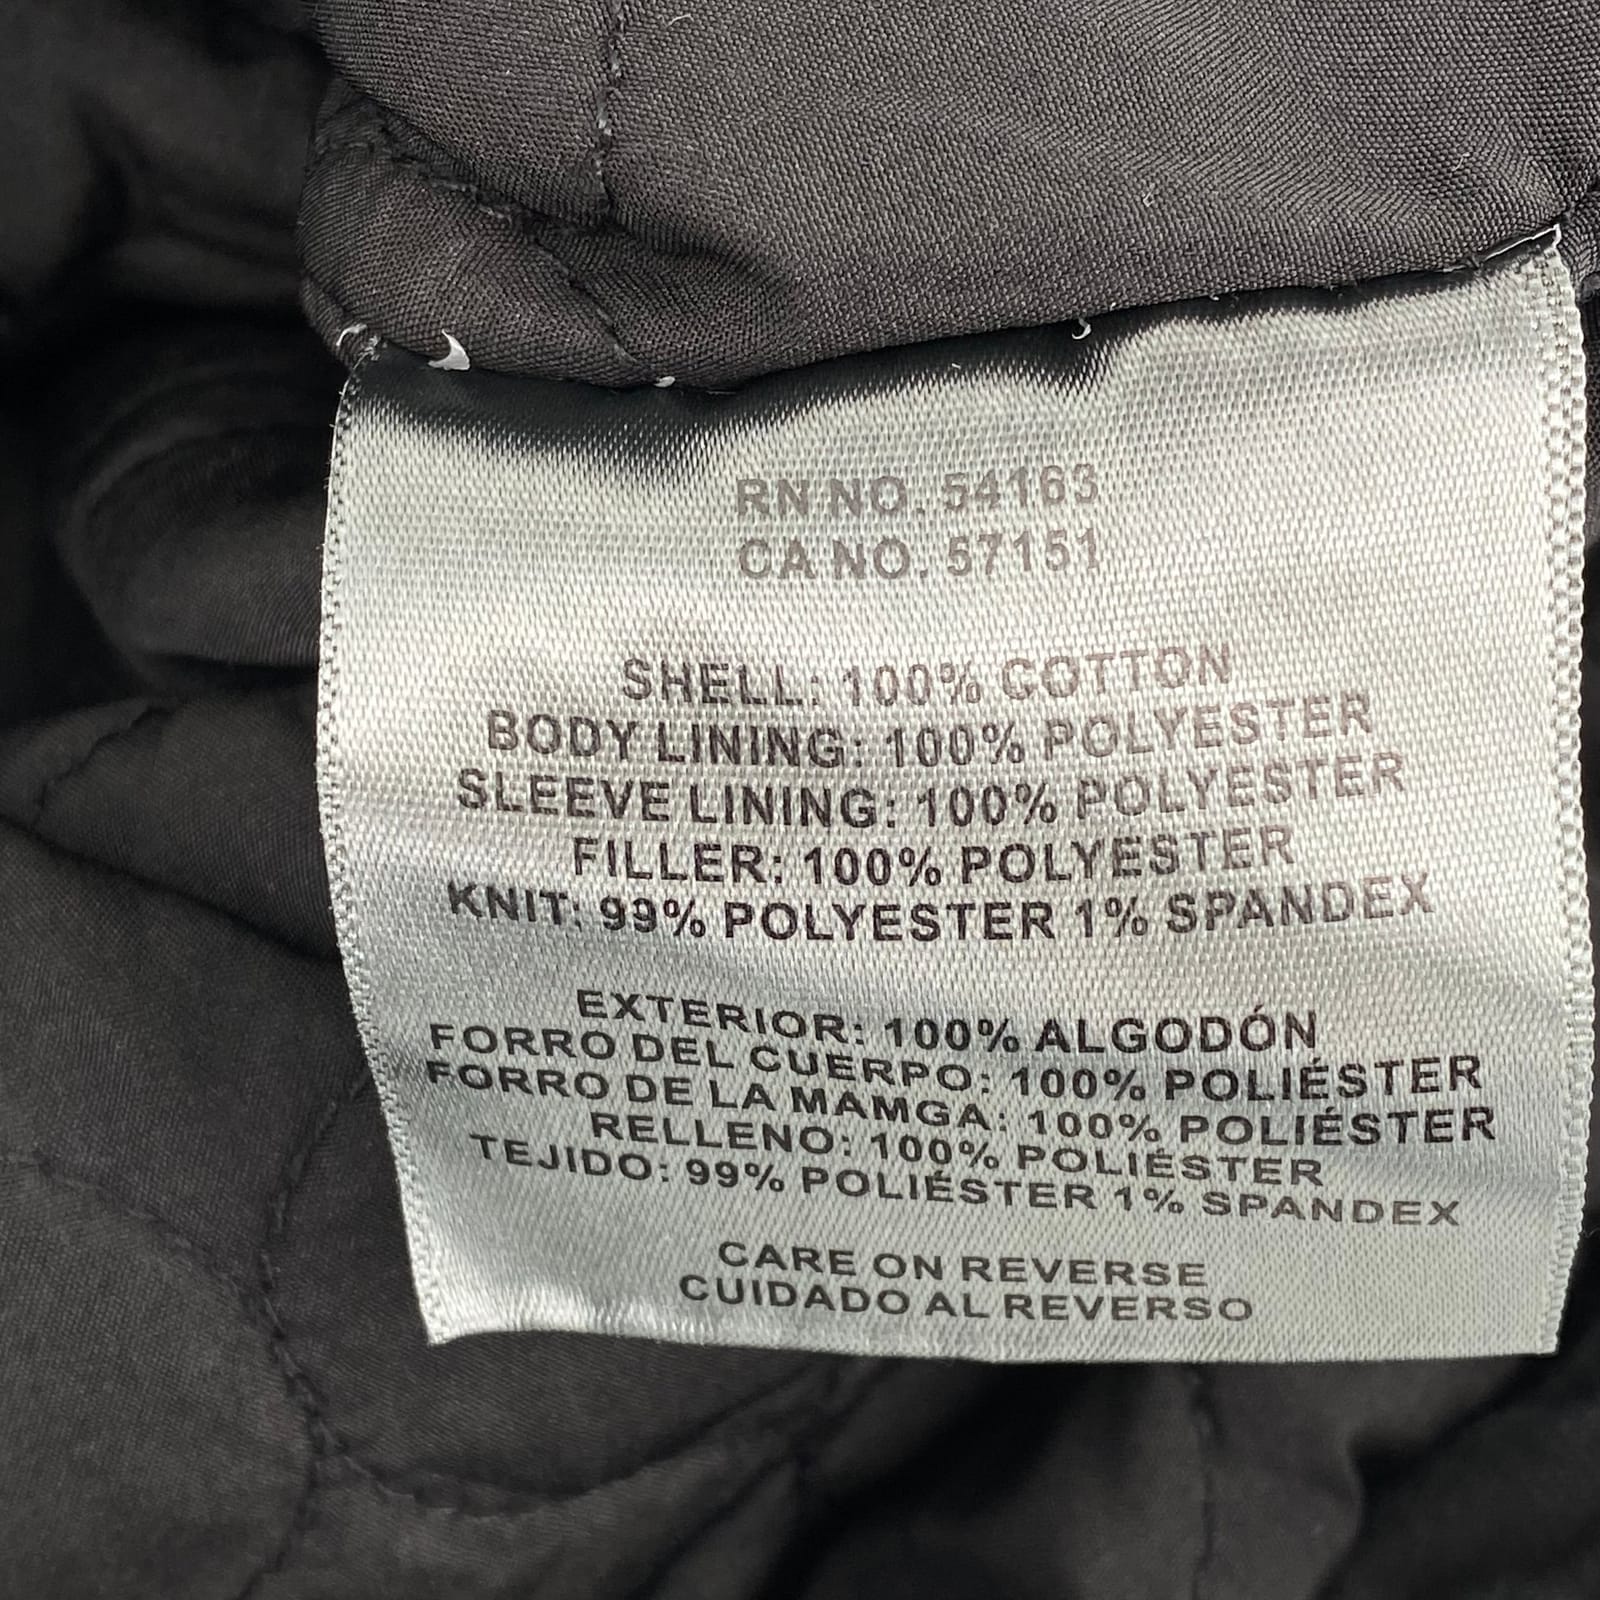 RN NO. 54163
CA NO. 57151
SHELL: 100% COTTON
BODY LINING: 100% POLYESTER
SLEEVE LINING: 100% POLYESTER
FILLER: 100% POLYESTER
KNIT: 99% POLYESTER 1% SPANDEX
EXTERIOR: 100% ALGODÓN
FORRO DEL CUERPO: 100% POLIÉSTER
FORRO DE LA MAMGA: 100% POLIÉSTER
RELLENO: 100% POLIÉSTER
TEJIDO: 99% POLIÉSTER 1% SPANDEX
CARE ON REVERSE
CUIDADO AL REVERSO